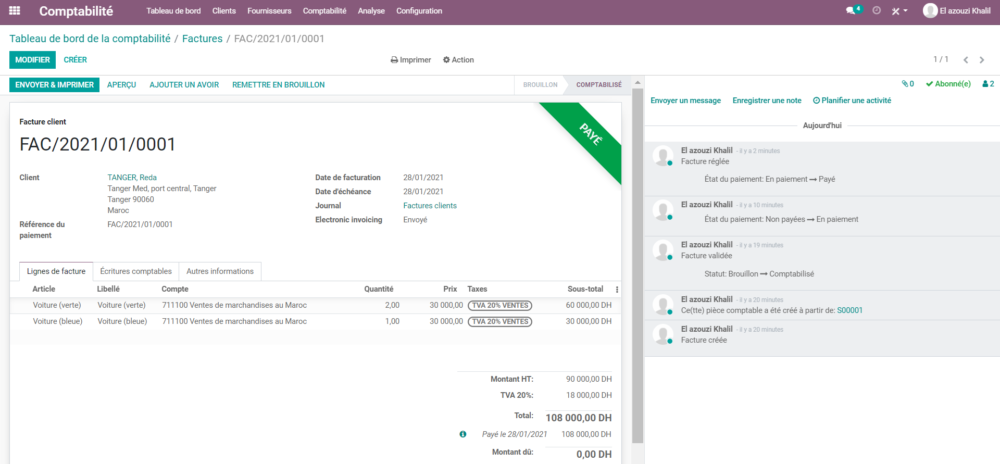 Comptabilité
Tableau de bord Clients Fournisseurs Comptabilité Analyse Configuration
4 El azouzi Khalil
Tableau de bord de la comptabilité / Factures / FAC/2021/01/0001
MODIFIER CRÉER
Imprimer Action
1 / 1
ENVOYER & IMPRIMER APERÇU AJOUTER UN AVOIR REMETTRE EN BROUILLON
BROUILLON COMPTABILISÉ
Facture client
FAC/2021/01/0001
PAYÉ
Client TANGER, Reda
Tanger Med, port central, Tanger
Tanger 90060
Maroc
Référence du paiement FAC/2021/01/0001
Date de facturation 28/01/2021
Date d'échéance 28/01/2021
Journal Factures clients
Electronic invoicing Envoyé
Lignes de facture Écritures comptables Autres informations
Article Libellé Compte Quantité Prix Taxes Sous-total
Voiture (verte) Voiture (verte) 711100 Ventes de marchandises au Maroc 2,00 30 000,00 TVA 20% VENTES 60 000,00 DH
Voiture (bleue) Voiture (bleue) 711100 Ventes de marchandises au Maroc 1,00 30 000,00 TVA 20% VENTES 30 000,00 DH
Montant HT: 90 000,00 DH
TVA 20%: 18 000,00 DH
Total: 108 000,00 DH
Payé le 28/01/2021 108 000,00 DH
Montant dû: 0,00 DH
0 Abonné(e) 2
Envoyer un message Enregistrer une note Planifier une activité
Aujourd'hui
El azouzi Khalil - il y a 2 minutes
Facture réglée
État du paiement: En paiement → Payé
El azouzi Khalil - il y a 10 minutes
État du paiement: Non payées → En paiement
El azouzi Khalil - il y a 19 minutes
Facture validée
Statut: Brouillon → Comptabilisé
El azouzi Khalil - il y a 20 minutes
Ce(tte) pièce comptable a été créé à partir de: S00001
El azouzi Khalil - il y a 20 minutes
Facture créée